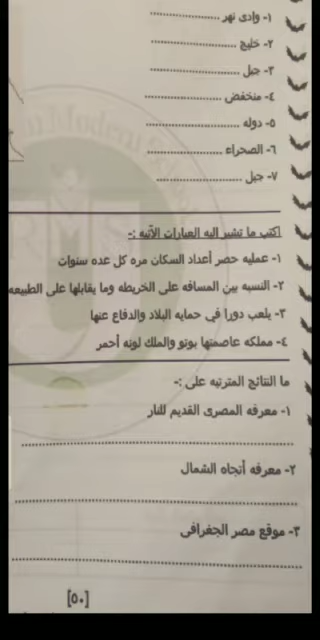 ١- وادى نهر ....................
٢- خليج ....................
٣- جبل ....................
٤- منخفض ....................
٥- دوله ....................
٦- الصحراء ....................
٧- جبل ....................
اكتب ما تشير اليه العبارات الآتيه :-
١- عمليه حصر أعداد السكان مره كل عده سنوات
٢- النسبه بين المسافه على الخريطه وما يقابلها على الطبيعه
٣- يلعب دورا في حمايه البلاد والدفاع عنها
٤- مملكه عاصمتها بوتو والملك لونه أحمر
ما النتائج المترتبه على :-
١- معرفه المصرى القديم للنار
٢- معرفه أتجاه الشمال
٣- موقع مصر الجغرافى
[٥٠]